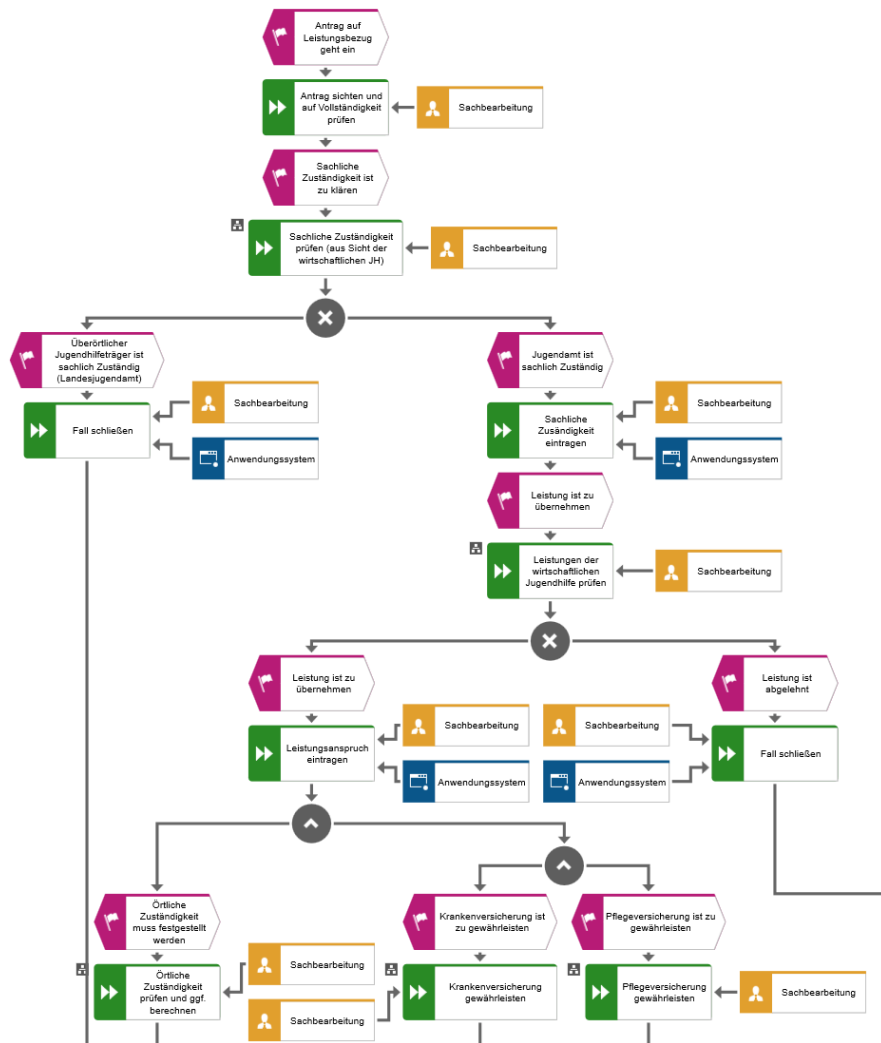 Antrag auf
Leistungsbezug
geht ein
Antrag sichten und
auf Vollständigkeit
prüfen
Sachbearbeitung
Sachliche
Zuständigkeit ist
zu klären
Sachliche Zuständigkeit
prüfen (aus Sicht der
wirtschaftlichen JH)
Sachbearbeitung
Überörtlicher
Jugendhilfeträger ist
sachlich Zuständig
(Landesjugendamt)
Jugendamt ist
sachlich Zuständig
Fall schließen
Sachbearbeitung
Anwendungssystem
Sachliche
Zusändigkeit
eintragen
Sachbearbeitung
Anwendungssystem
Leistung ist zu
übernehmen
Leistungen der
wirtschaftlichen
Jugendhilfe prüfen
Sachbearbeitung
Leistung ist zu
übernehmen
Leistung ist
abgelehnt
Leistungsanspruch
eintragen
Sachbearbeitung
Anwendungssystem
Sachbearbeitung
Anwendungssystem
Fall schließen
Örtliche
Zuständigkeit
muss festgestellt
werden
Krankenversicherung ist
zu gewährleisten
Pflegeversicherung ist zu
gewährleisten
Örtliche
Zuständigkeit
prüfen und ggf.
berechnen
Sachbearbeitung
Sachbearbeitung
Krankenversicherung
gewährleisten
Pflegeversicherung
gewährleisten
Sachbearbeitung